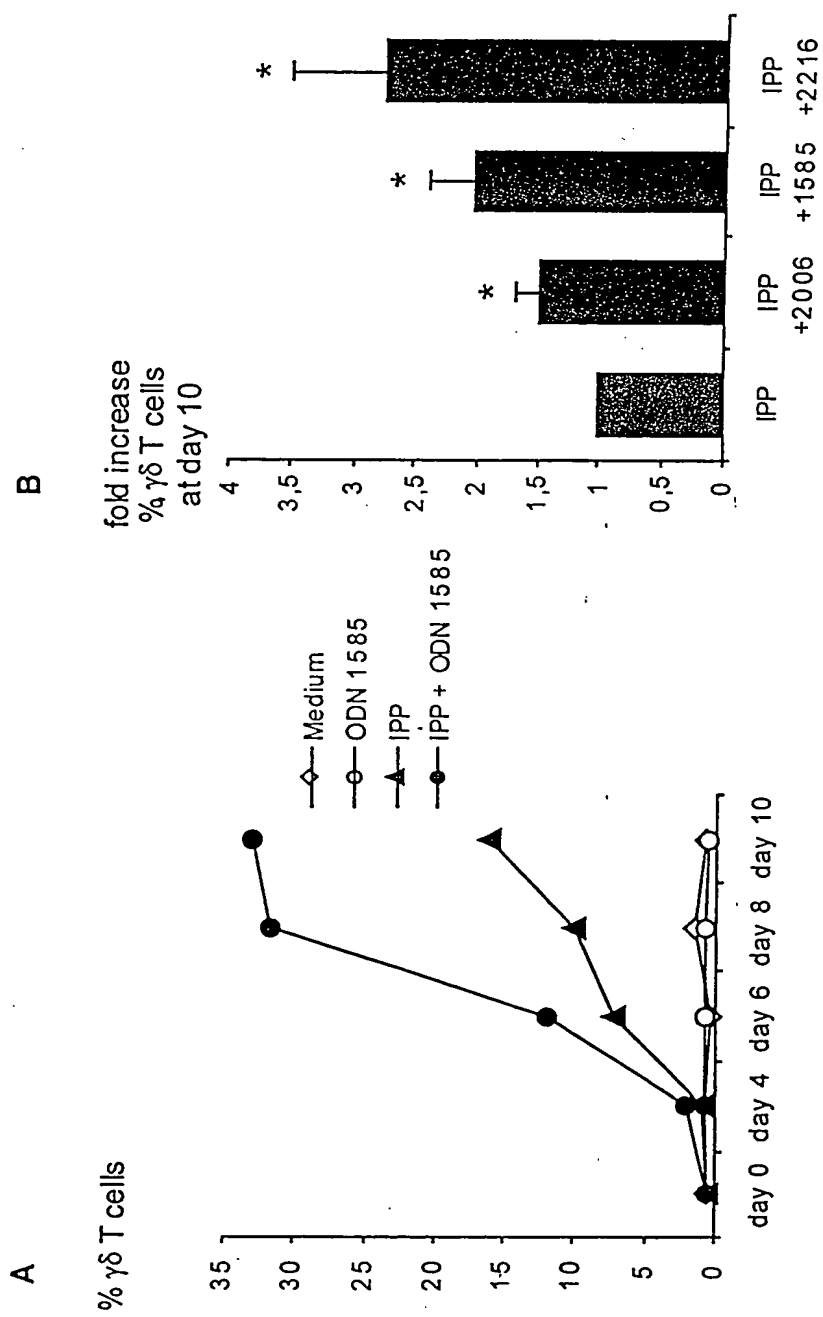 A
% γδ T cells
35
30
25
20
15
10
5
0
day 0 day 4 day 6 day 8 day 10
Medium
ODN 1585
IPP
IPP + ODN 1585
B
fold increase
% γδ T cells
at day 10
4
3,5
3
2,5
2
1,5
1
0,5
0
* * *
IPP IPP IPP IPP
+2006 +1585 +2216